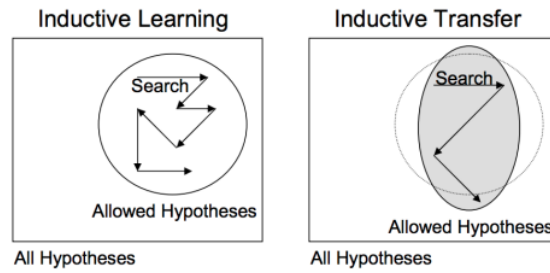 Inductive Learning
Search
Allowed Hypotheses
All Hypotheses
Inductive Transfer
Search
Allowed Hypotheses
All Hypotheses